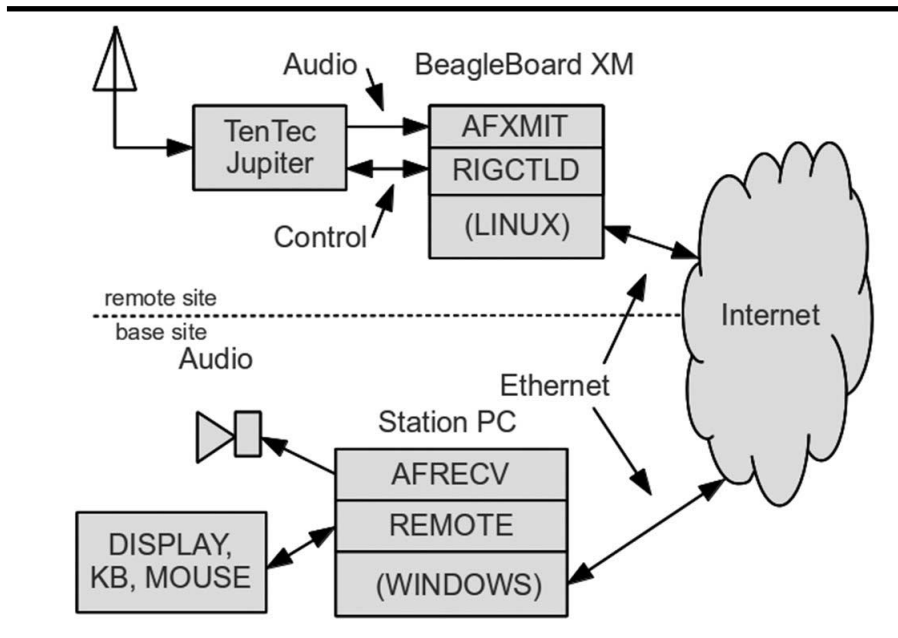 Audio
BeagleBoard XM
TenTec
Jupiter
AFXMIT
RIGCTLD
(LINUX)
Control
remote site
base site
Audio
Internet
Ethernet
Station PC
AFRECV
REMOTE
(WINDOWS)
DISPLAY,
KB, MOUSE